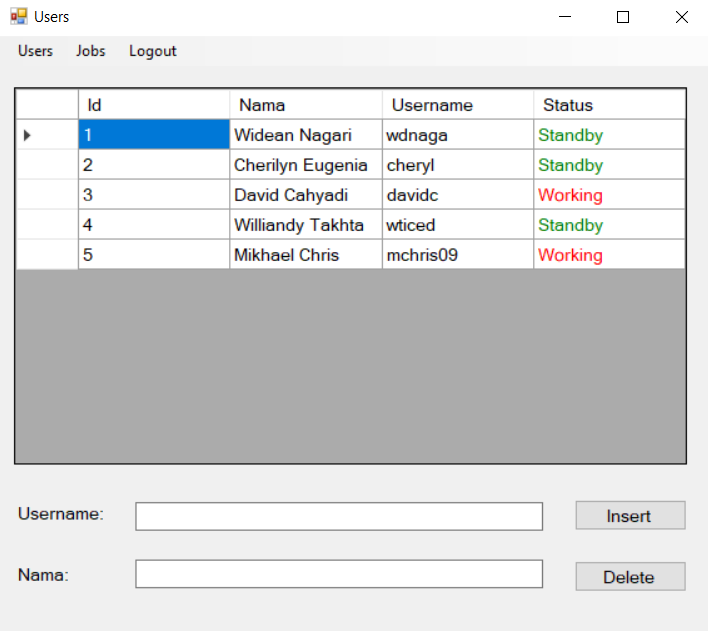 Users
Users Jobs Logout
Id Nama Username Status
1 Widean Nagari wdnaga Standby
2 Cherilyn Eugenia cheryl Standby
3 David Cahyadi davidc Working
4 Williandy Takhta wticed Standby
5 Mikhael Chris mchris09 Working
Username: Insert
Nama: Delete